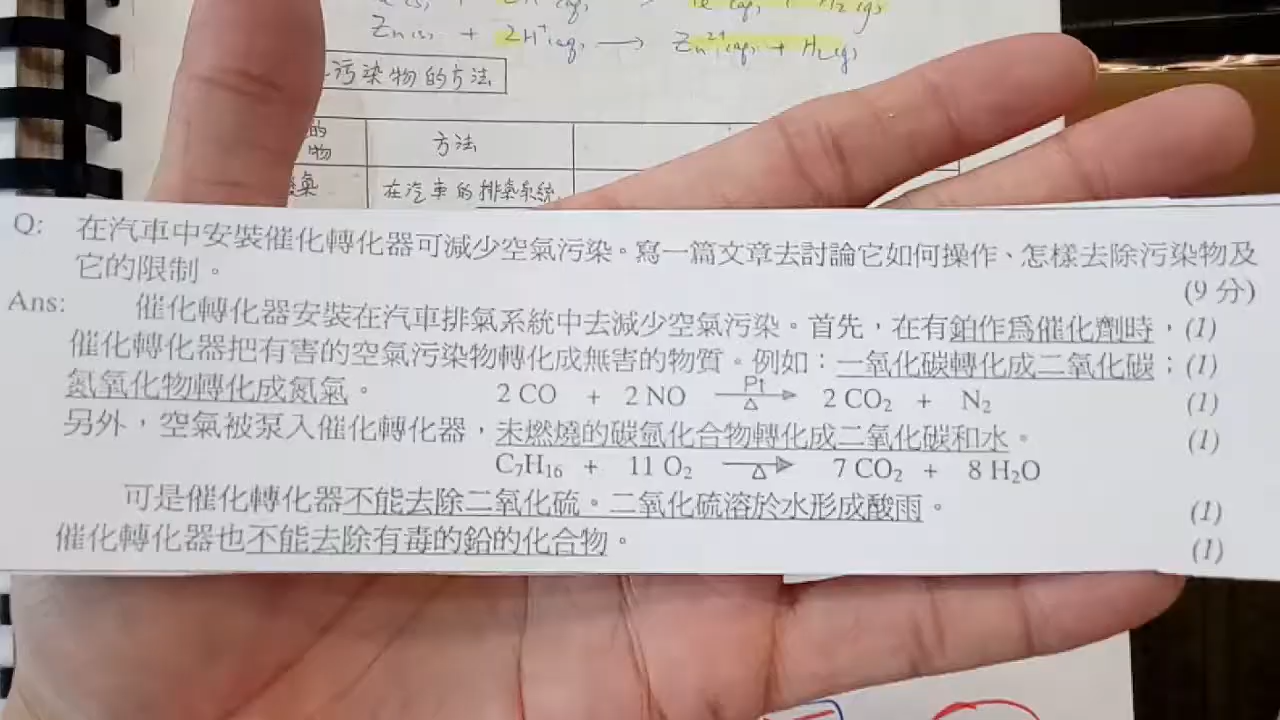 Zn(s) + 2H⁺(aq) → Zn²⁺(aq) + H₂(g)
污染物的方法
的
物
方法
氣
在汽車的排氣系統
Q: 在汽車中安裝催化轉化器可減少空氣污染。寫一篇文章去討論它如何操作、怎樣去除污染物及
它的限制。 (9 分)
Ans: 催化轉化器安裝在汽車排氣系統中去減少空氣污染。首先，在有鉑作爲催化劑時， (1)
催化轉化器把有害的空氣污染物轉化成無害的物質。例如：一氧化碳轉化成二氧化碳； (1)
氮氧化物轉化成氮氣。 2 CO + 2 NO —Pt/Δ→ 2 CO₂ + N₂ (1)
另外，空氣被泵入催化轉化器，未燃燒的碳氫化合物轉化成二氧化碳和水。 (1)
C₇H₁₆ + 11 O₂ —Δ→ 7 CO₂ + 8 H₂O
可是催化轉化器不能去除二氧化硫。二氧化硫溶於水形成酸雨。 (1)
催化轉化器也不能去除有毒的鉛的化合物。 (1)